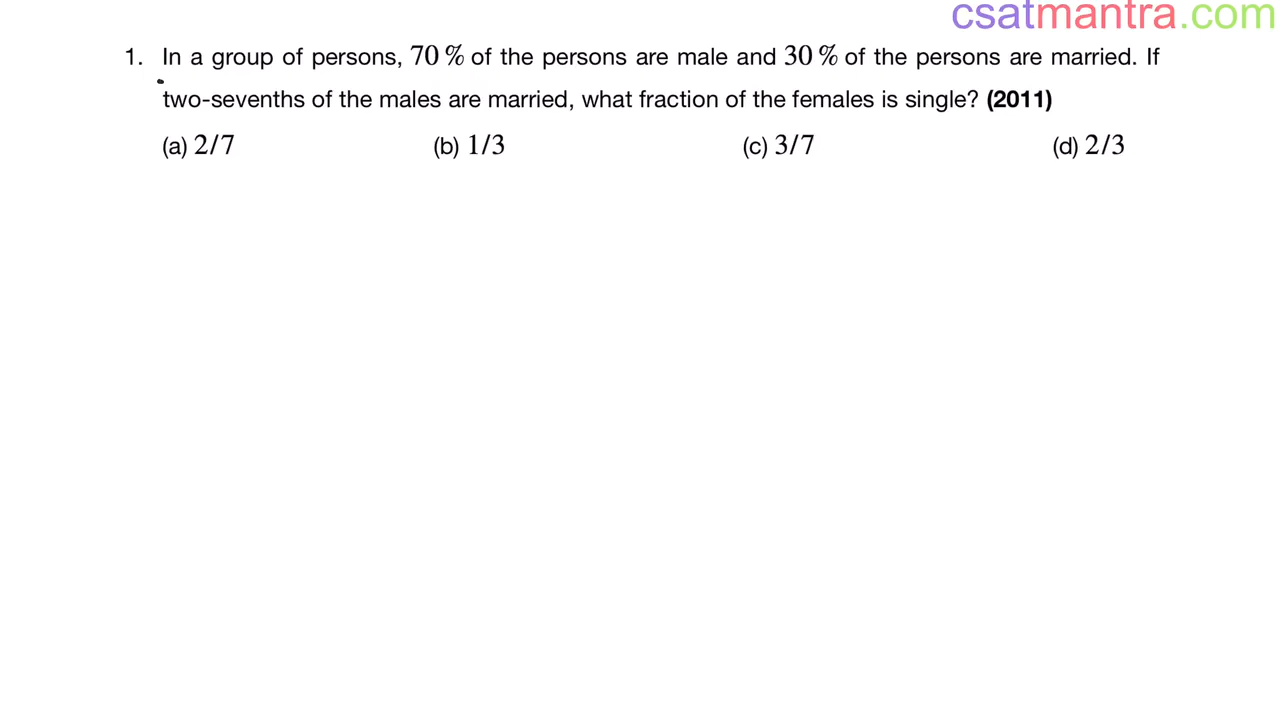 csatmantra.com
1. In a group of persons, 70 % of the persons are male and 30 % of the persons are married. If
two-sevenths of the males are married, what fraction of the females is single? (2011)
(a) 2/7 (b) 1/3 (c) 3/7 (d) 2/3